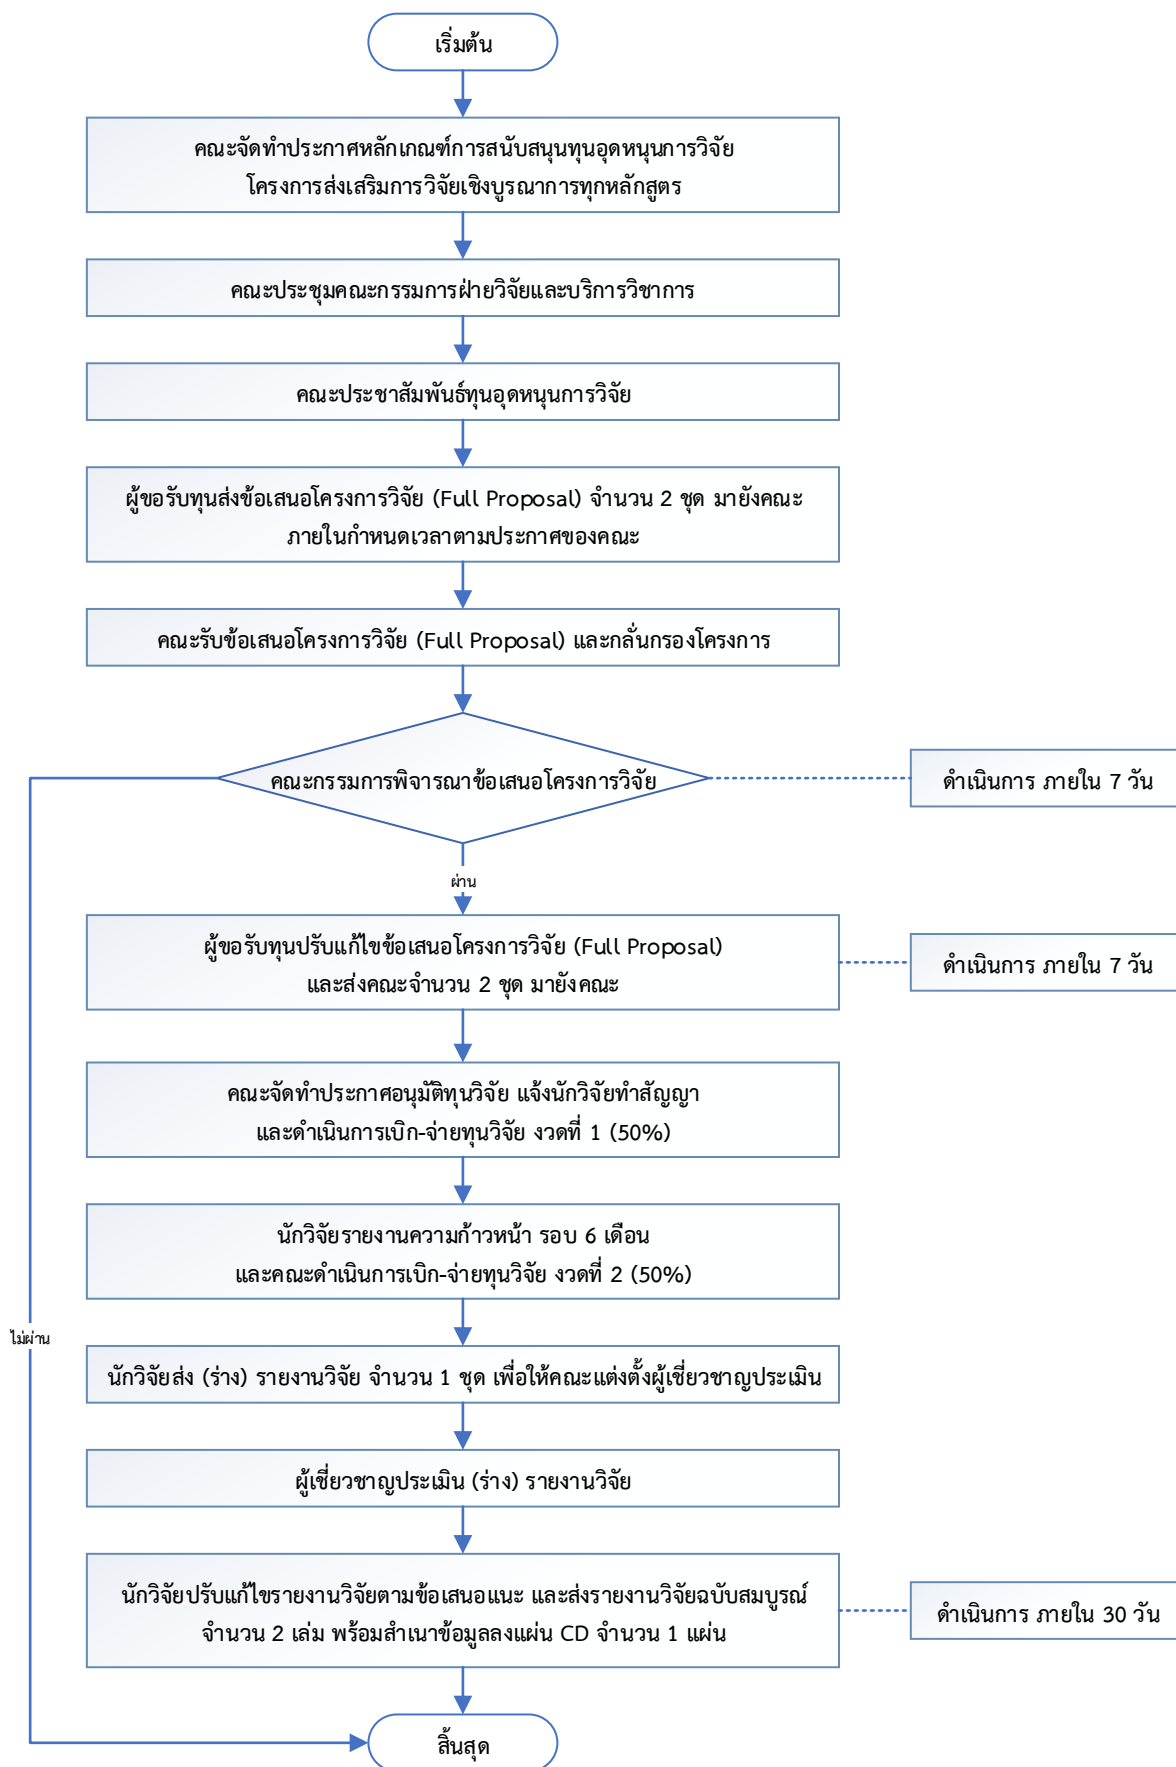 เริ่มต้น
คณะจัดทำประกาศหลักเกณฑ์การสนับสนุนทุนอุดหนุนการวิจัย
โครงการส่งเสริมการวิจัยเชิงบูรณาการทุกหลักสูตร
คณะประชุมคณะกรรมการฝ่ายวิจัยและบริการวิชาการ
คณะประชาสัมพันธ์ทุนอุดหนุนการวิจัย
ผู้ขอรับทุนส่งข้อเสนอโครงการวิจัย (Full Proposal) จำนวน 2 ชุด มายังคณะ
ภายในกำหนดเวลาตามประกาศของคณะ
คณะรับข้อเสนอโครงการวิจัย (Full Proposal) และกลั่นกรองโครงการ
คณะกรรมการพิจารณาข้อเสนอโครงการวิจัย
ดำเนินการ ภายใน 7 วัน
ผ่าน
ผู้ขอรับทุนปรับแก้ไขข้อเสนอโครงการวิจัย (Full Proposal)
และส่งคณะจำนวน 2 ชุด มายังคณะ
ดำเนินการ ภายใน 7 วัน
คณะจัดทำประกาศอนุมัติทุนวิจัย แจ้งนักวิจัยทำสัญญา
และดำเนินการเบิก-จ่ายทุนวิจัย งวดที่ 1 (50%)
นักวิจัยรายงานความก้าวหน้า รอบ 6 เดือน
และคณะดำเนินการเบิก-จ่ายทุนวิจัย งวดที่ 2 (50%)
ไม่ผ่าน
นักวิจัยส่ง (ร่าง) รายงานวิจัย จำนวน 1 ชุด เพื่อให้คณะแต่งตั้งผู้เชี่ยวชาญประเมิน
ผู้เชี่ยวชาญประเมิน (ร่าง) รายงานวิจัย
นักวิจัยปรับแก้ไขรายงานวิจัยตามข้อเสนอแนะ และส่งรายงานวิจัยฉบับสมบูรณ์
จำนวน 2 เล่ม พร้อมสำเนาข้อมูลลงแผ่น CD จำนวน 1 แผ่น
ดำเนินการ ภายใน 30 วัน
สิ้นสุด